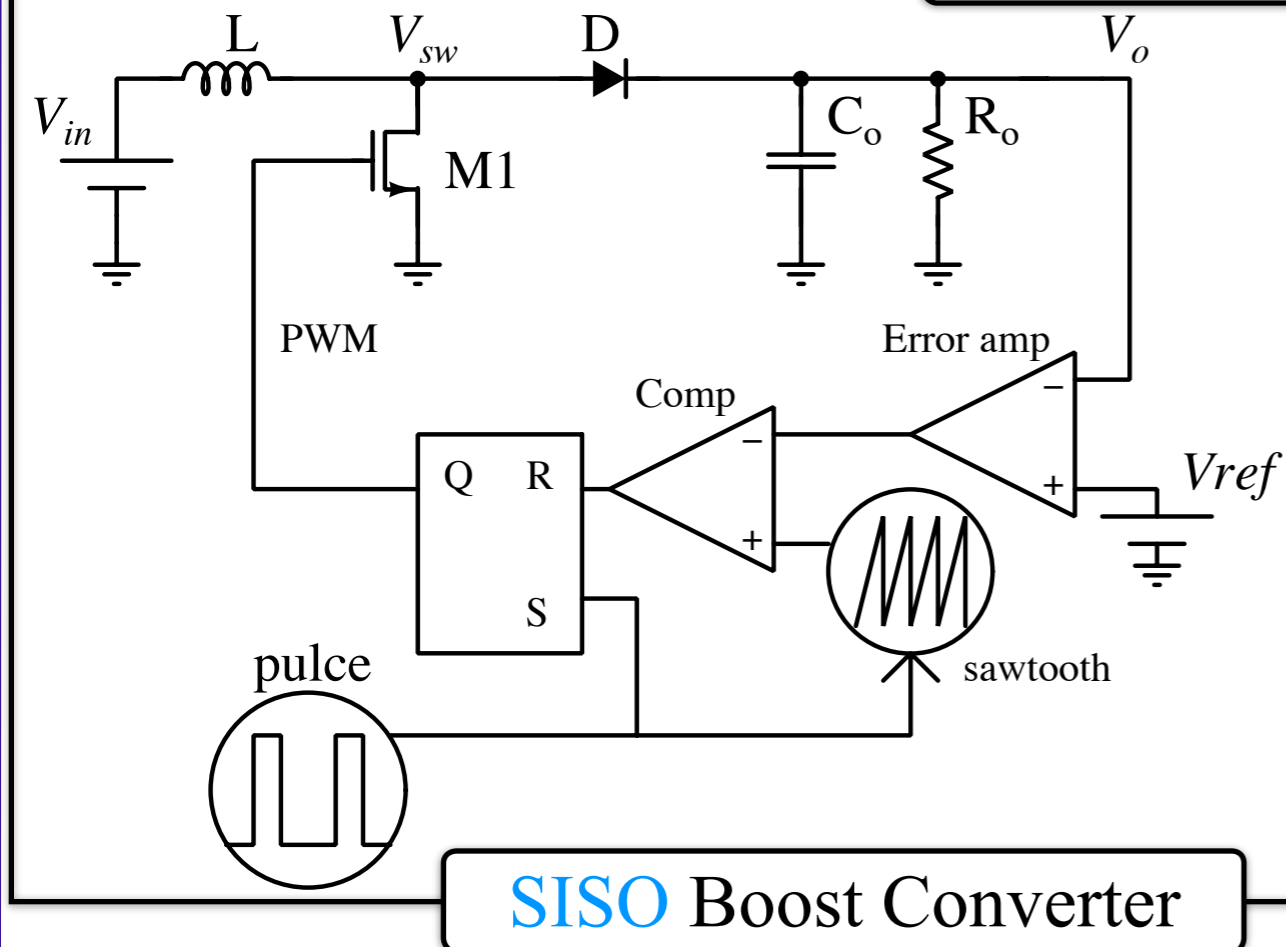 L
Vsw
D
Vo
Vin
Co
Ro
M1
PWM
Error amp
Comp
−
−
Vref
Q
R
+
+
S
pulce
sawtooth
SISO Boost Converter